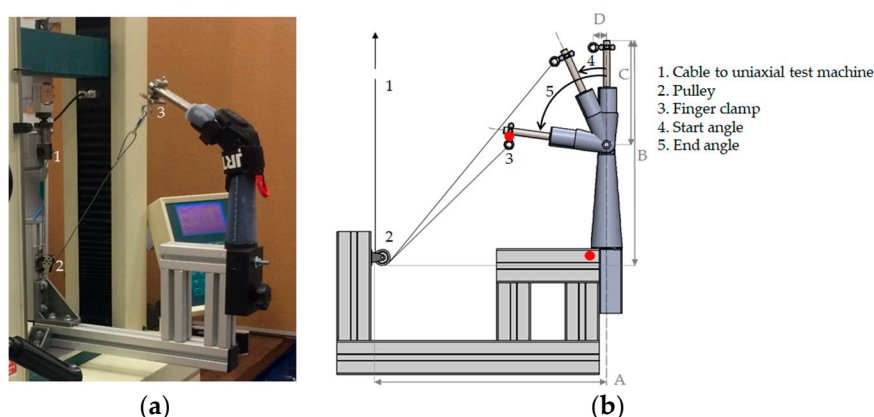 1
2
3
JRT
D
4
C
1
5
3
B
2
A
1. Cable to uniaxial test machine
2. Pulley
3. Finger clamp
4. Start angle
5. End angle
(a)
(b)